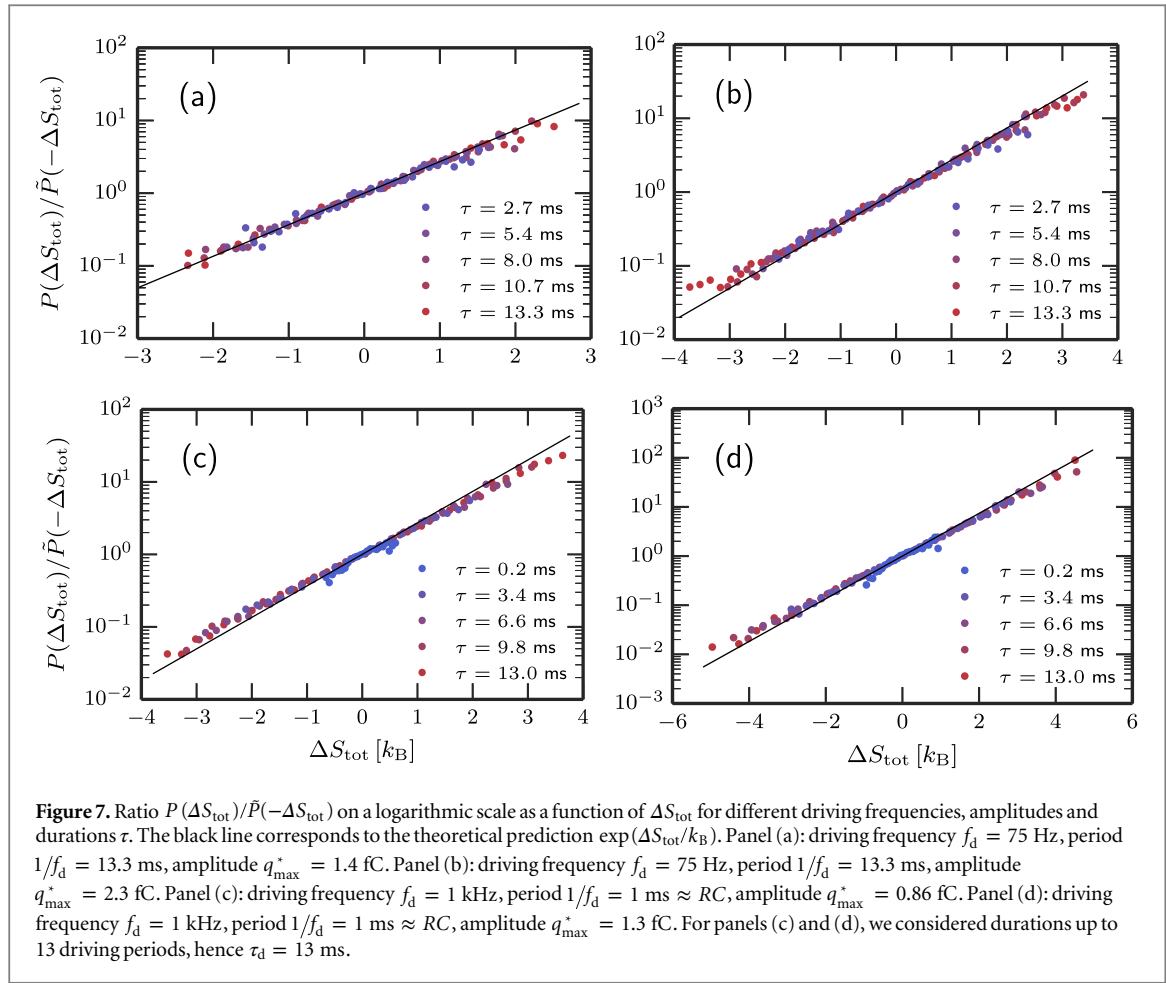 10² 10² 
(a) (b)
P(ΔS_tot)/P̃(−ΔS_tot)
10¹ 10¹
10⁰ 10⁰
τ = 2.7 ms τ = 2.7 ms
τ = 5.4 ms τ = 5.4 ms
10⁻¹ τ = 8.0 ms 10⁻¹ τ = 8.0 ms
τ = 10.7 ms τ = 10.7 ms
τ = 13.3 ms τ = 13.3 ms
10⁻² 10⁻²
−3 −2 −1 0 1 2 3 −4 −3 −2 −1 0 1 2 3 4
10² 10³
(c) (d)
P(ΔS_tot)/P̃(−ΔS_tot)
10²
10¹
10¹
10⁰ 10⁰
τ = 0.2 ms τ = 0.2 ms
τ = 3.4 ms 10⁻¹ τ = 3.4 ms
10⁻¹ τ = 6.6 ms τ = 6.6 ms
τ = 9.8 ms 10⁻² τ = 9.8 ms
τ = 13.0 ms τ = 13.0 ms
10⁻² 10⁻³
−4 −3 −2 −1 0 1 2 3 4 −6 −4 −2 0 2 4 6
ΔS_tot [k_B] ΔS_tot [k_B]
Figure 7. Ratio P (ΔS_tot)/P̃(−ΔS_tot) on a logarithmic scale as a function of ΔS_tot for different driving frequencies, amplitudes and
durations τ. The black line corresponds to the theoretical prediction exp(ΔS_tot/k_B). Panel (a): driving frequency f_d = 75 Hz, period
1/f_d = 13.3 ms, amplitude q*_max = 1.4 fC. Panel (b): driving frequency f_d = 75 Hz, period 1/f_d = 13.3 ms, amplitude
q*_max = 2.3 fC. Panel (c): driving frequency f_d = 1 kHz, period 1/f_d = 1 ms ≈ RC, amplitude q*_max = 0.86 fC. Panel (d): driving
frequency f_d = 1 kHz, period 1/f_d = 1 ms ≈ RC, amplitude q*_max = 1.3 fC. For panels (c) and (d), we considered durations up to
13 driving periods, hence τ_d = 13 ms.